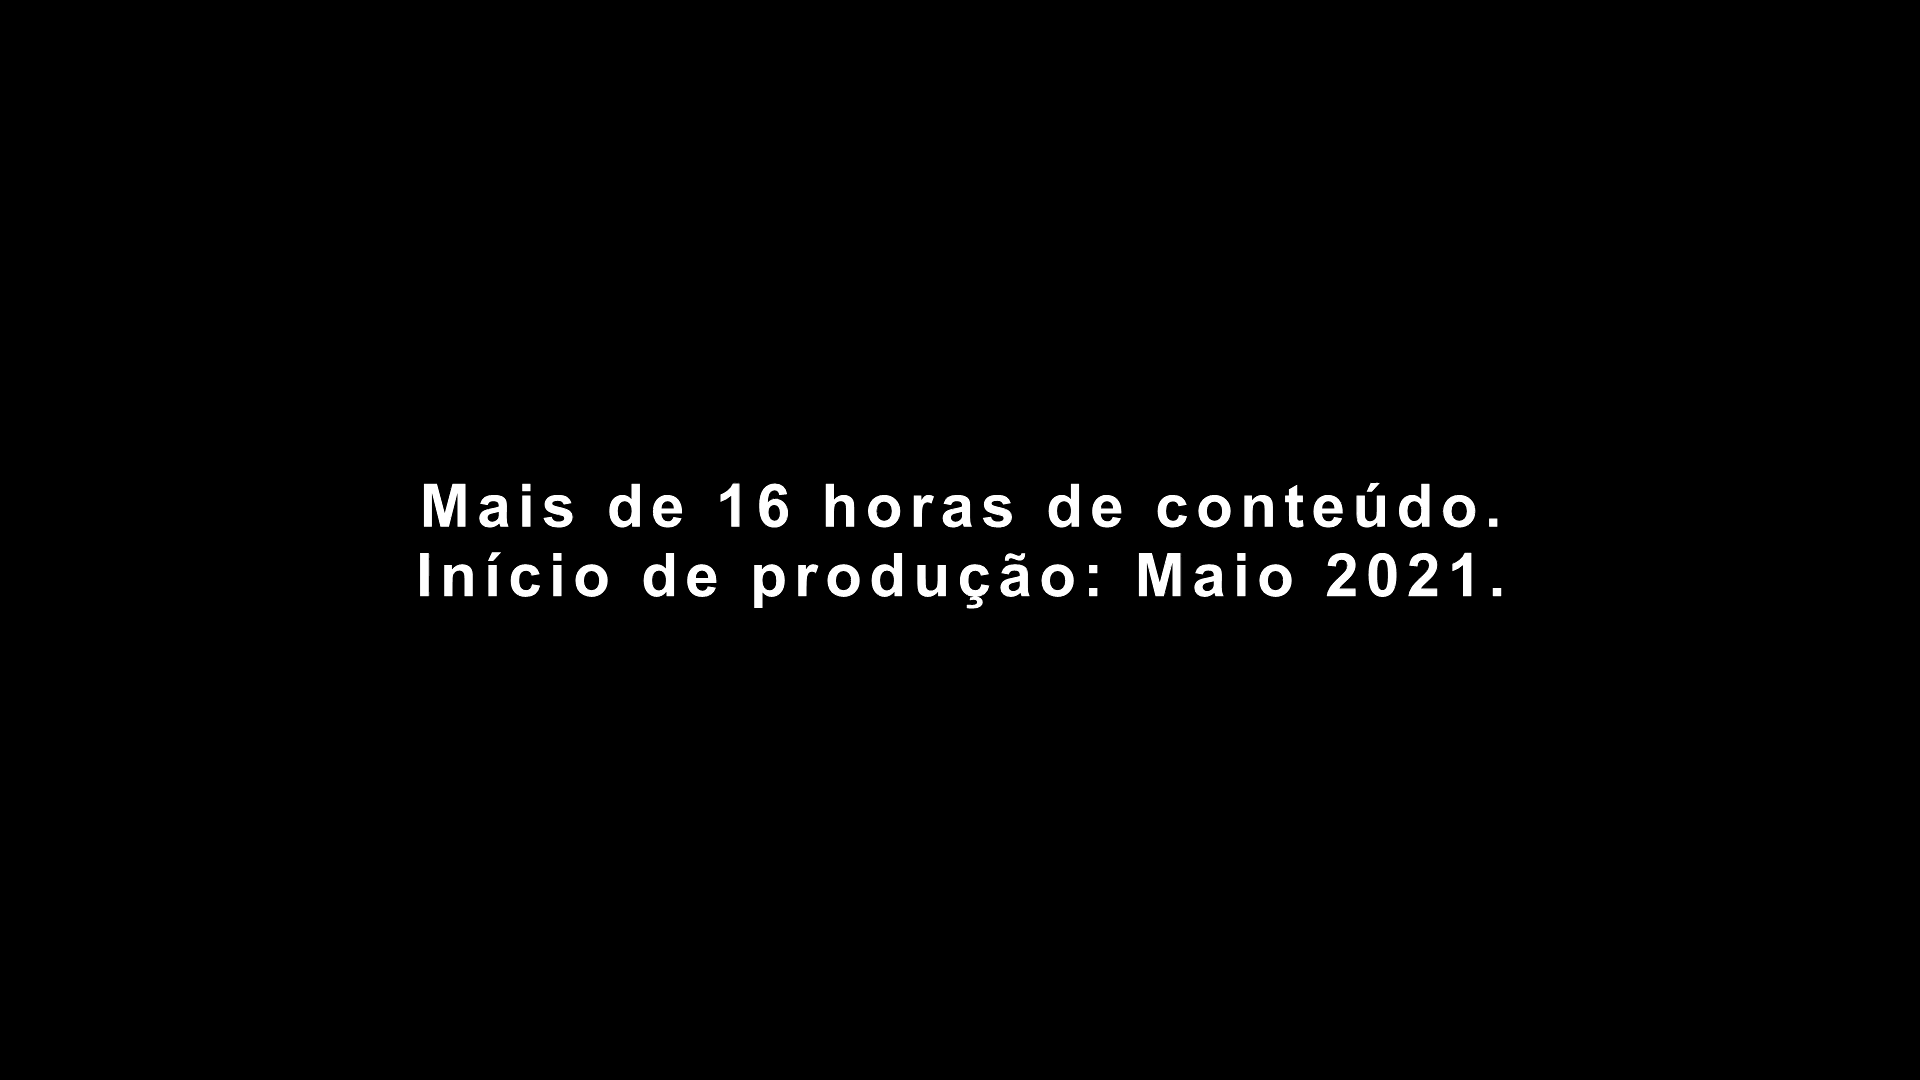 Mais de 16 horas de conteúdo.
Início de produção: Maio 2021.